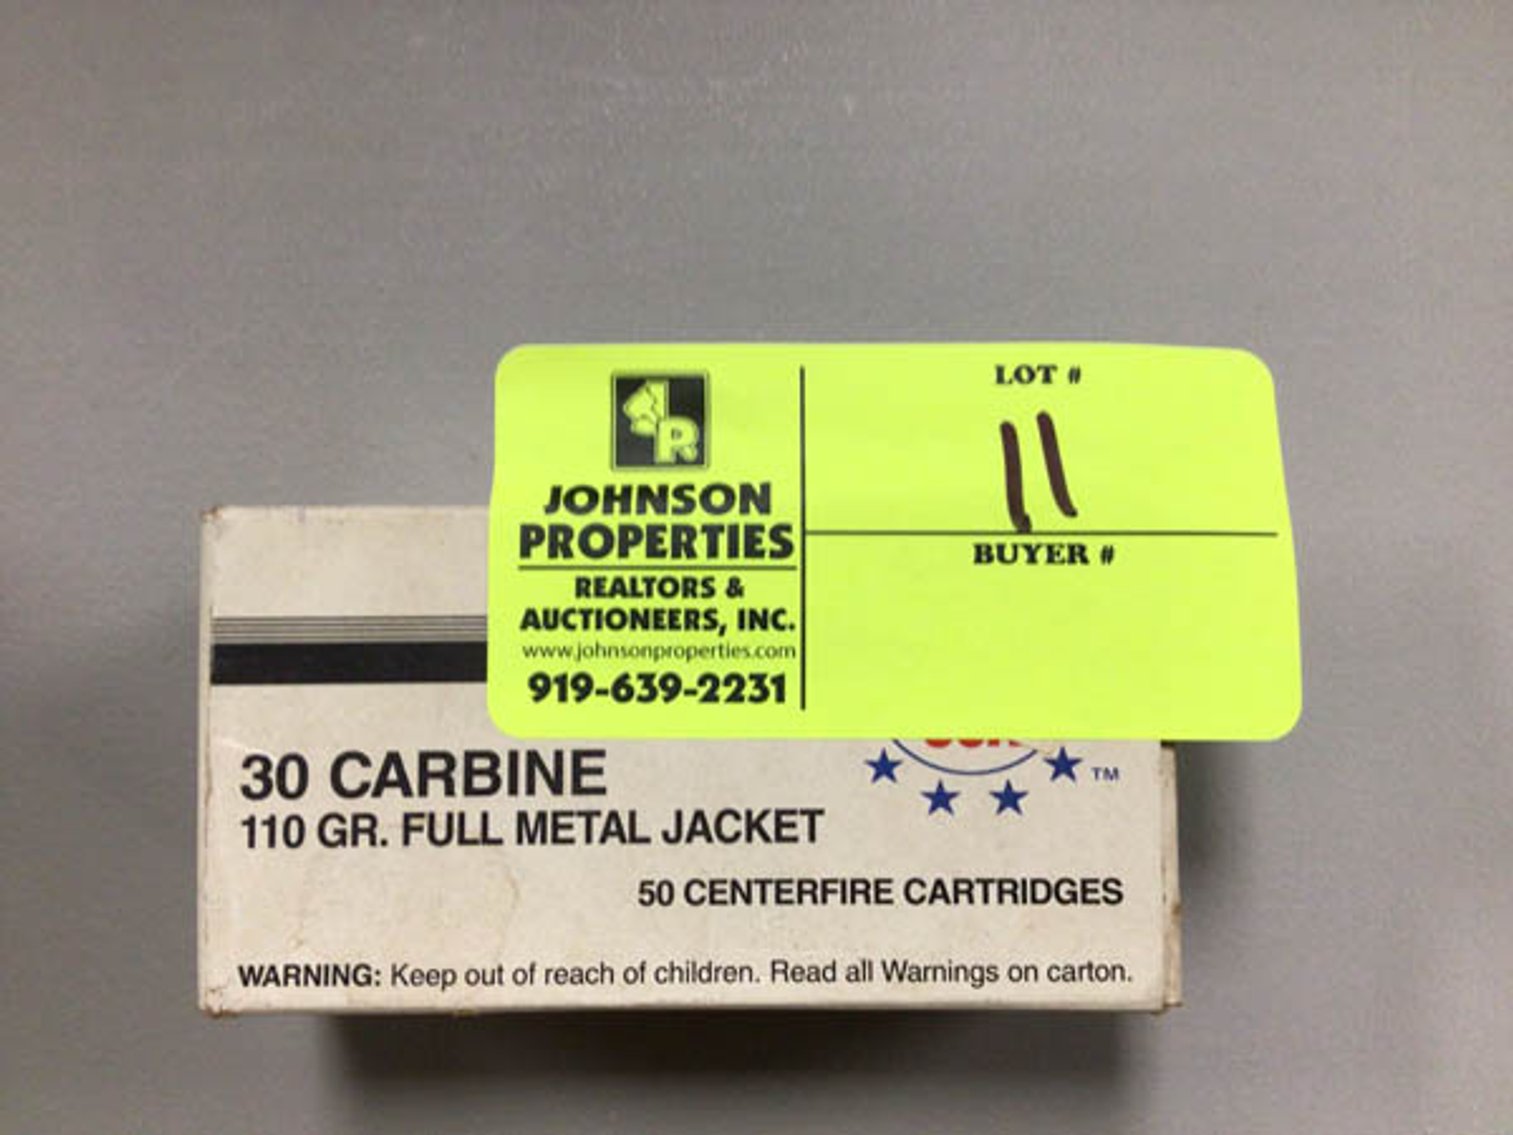 LOT #
11
BUYER #
JOHNSON
PROPERTIES
REALTORS &
AUCTIONEERS, INC.
www.johnsonproperties.com
919-639-2231
30 CARBINE
110 GR. FULL METAL JACKET
TM
50 CENTERFIRE CARTRIDGES
WARNING: Keep out of reach of children. Read all Warnings on carton.